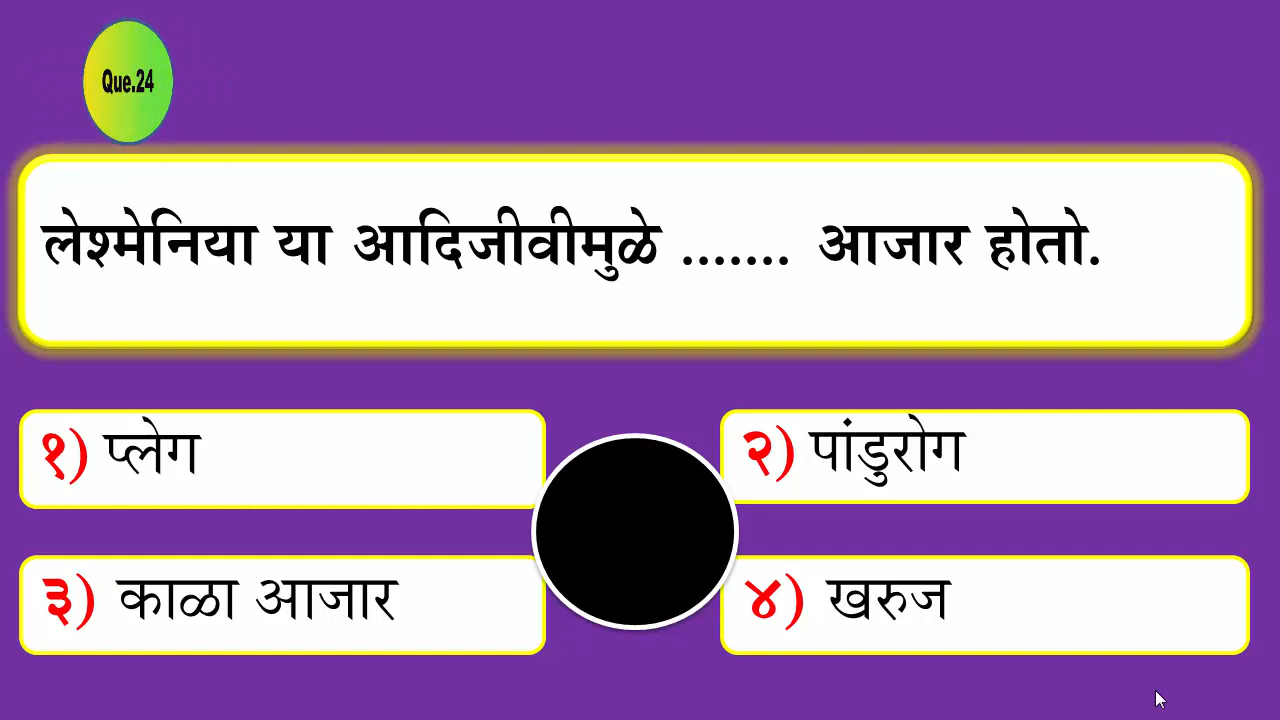 Que.24
लेश्मेनिया या आदिजीवीमुळे ....... आजार होतो.
१) प्लेग
२) पांडुरोग
३) काळा आजार
४) खरुज